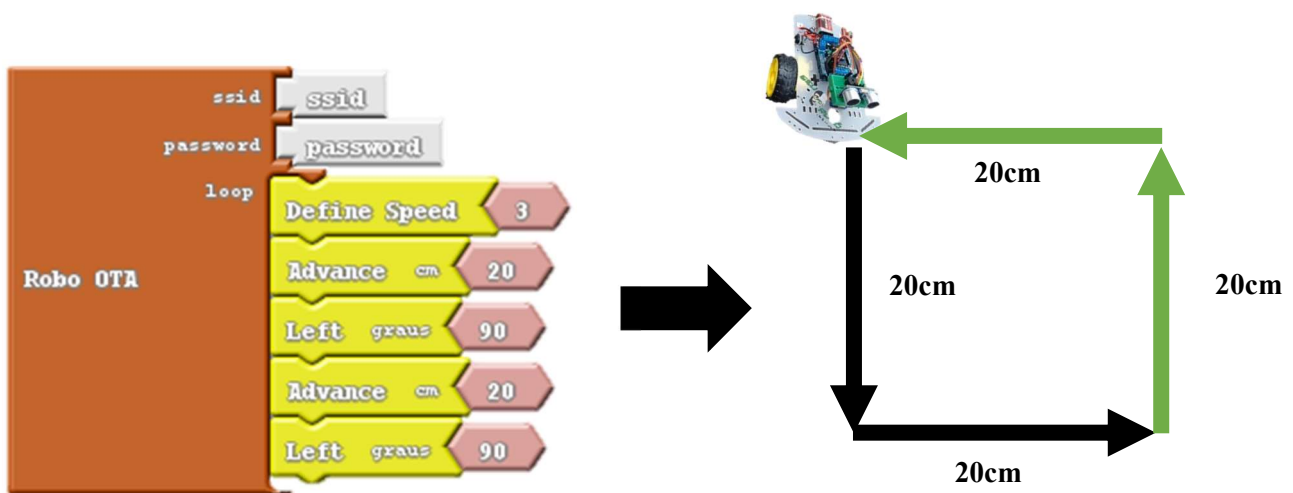 ssid ssid
password password
loop
Define Speed 3
Advance cm 20
Robo OTA
Left graus 90
Advance cm 20
Left graus 90
20cm
20cm
20cm
20cm